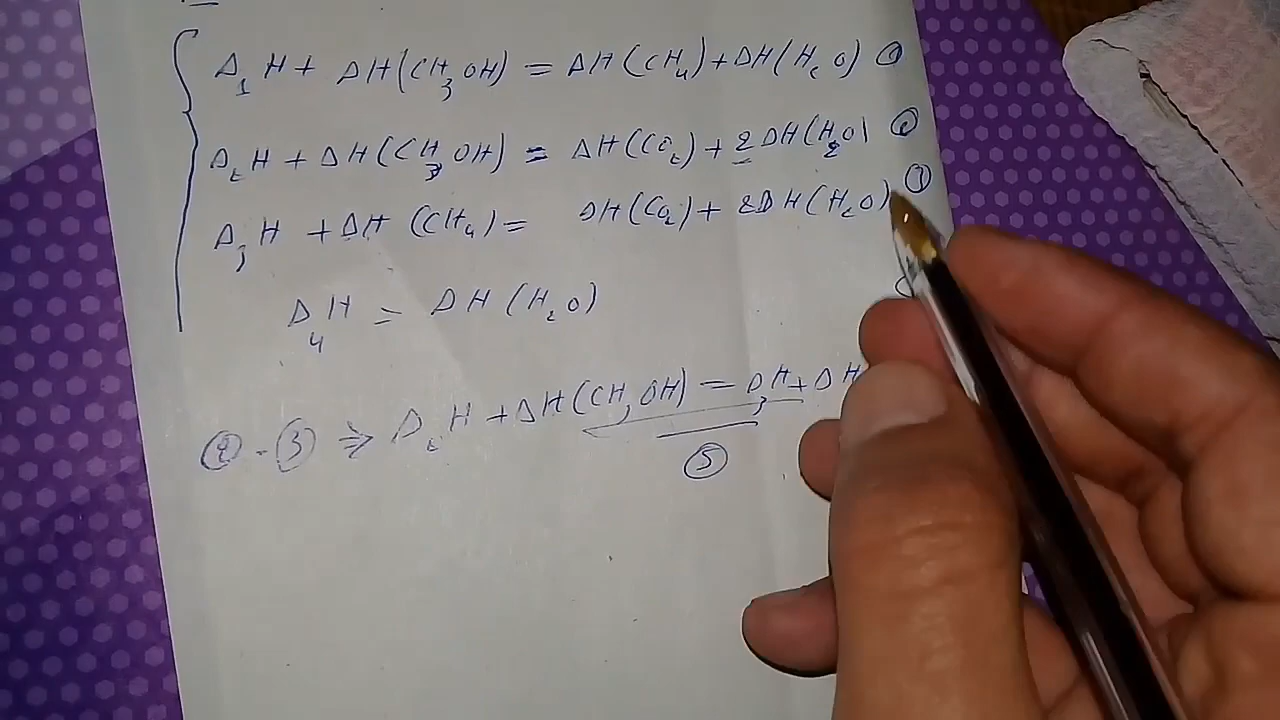 Δ₁H + ΔH(CH₃OH) = ΔH(CH₄) + ΔH(H₂O) ①
Δ₂H + ΔH(CH₃OH) = ΔH(CO₂) + 2ΔH(H₂O) ②
Δ₃H + ΔH(CH₄) = ΔH(CO₂) + 2ΔH(H₂O) ③
Δ₄H = ΔH(H₂O)
② - ③ ⇒ Δ₂H + ΔH(CH₃OH) = Δ₃H + ΔH
⑤